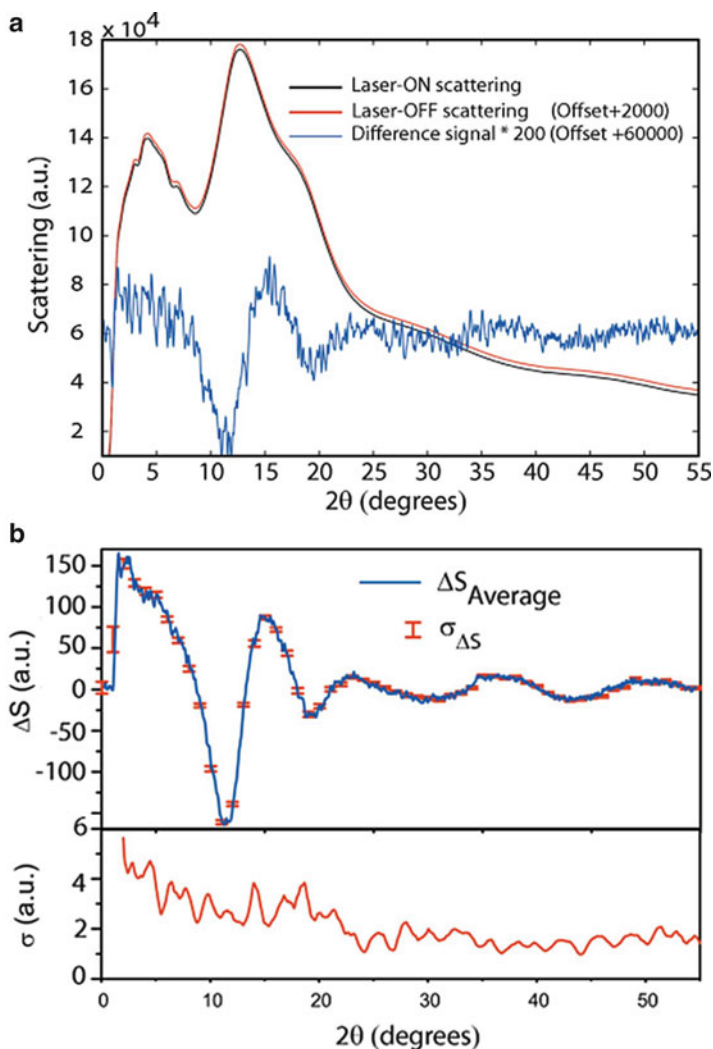 a
× 10⁴
18
16
14
12
10
8
6
4
2
Scattering (a.u.)
Laser-ON scattering
Laser-OFF scattering (Offset+2000)
Difference signal * 200 (Offset +60000)
0 5 10 15 20 25 30 35 40 45 50 55
2θ (degrees)
b
150
100
50
0
-50
-100
ΔS (a.u.)
ΔS Average
σ ΔS
6
4
2
0
σ (a.u.)
0 10 20 30 40 50
2θ (degrees)